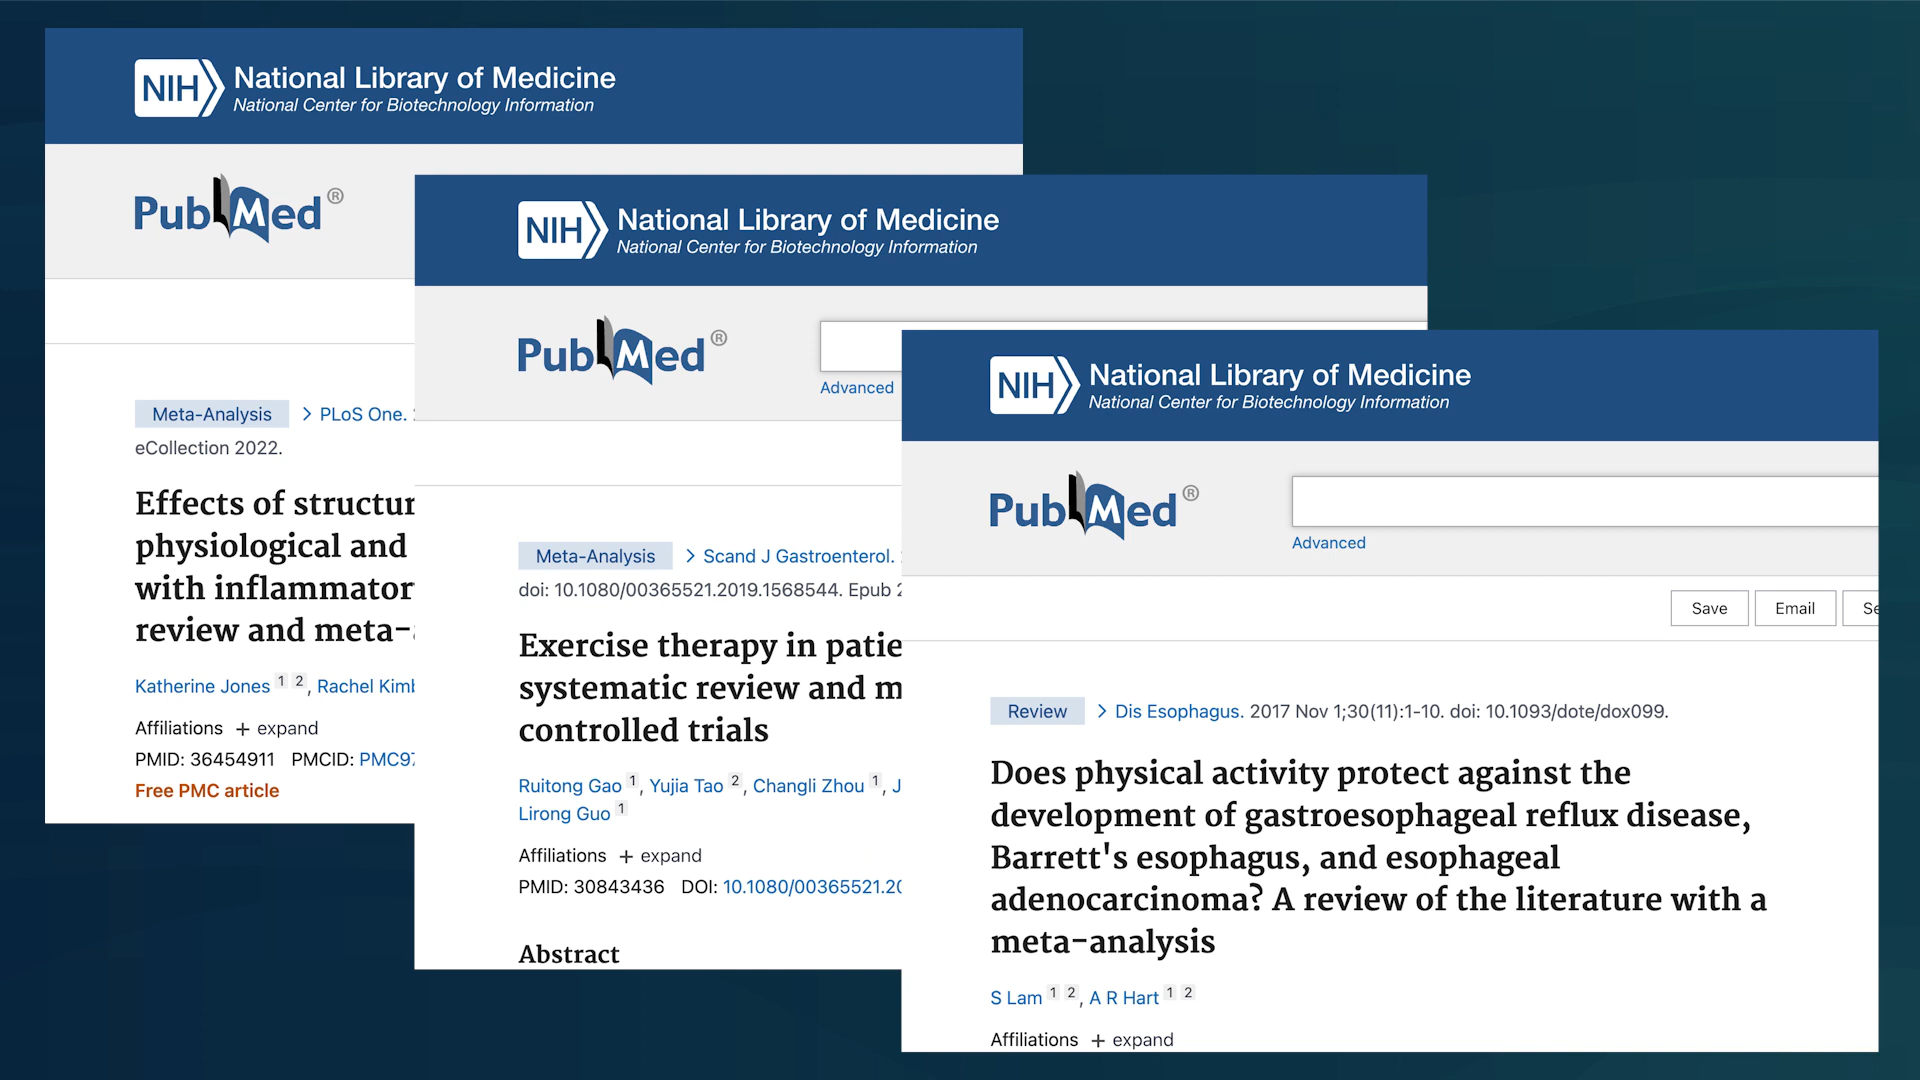 NIH National Library of Medicine
National Center for Biotechnology Information
PubMed®
Meta-Analysis > PLoS One.
eCollection 2022.
Effects of structur
physiological and
with inflammator
review and meta-
Katherine Jones 1 2, Rachel Kimb
Affiliations + expand
PMID: 36454911 PMCID: PMC97
Free PMC article
NIH National Library of Medicine
National Center for Biotechnology Information
PubMed®
Advanced
Meta-Analysis > Scand J Gastroenterol.
doi: 10.1080/00365521.2019.1568544. Epub 2
Exercise therapy in patie
systematic review and m
controlled trials
Ruitong Gao 1, Yujia Tao 2, Changli Zhou 1, J
Lirong Guo 1
Affiliations + expand
PMID: 30843436 DOI: 10.1080/00365521.20
Abstract
NIH National Library of Medicine
National Center for Biotechnology Information
PubMed®
Advanced
Save Email Se
Review > Dis Esophagus. 2017 Nov 1;30(11):1-10. doi: 10.1093/dote/dox099.
Does physical activity protect against the
development of gastroesophageal reflux disease,
Barrett's esophagus, and esophageal
adenocarcinoma? A review of the literature with a
meta-analysis
S Lam 1 2, A R Hart 1 2
Affiliations + expand